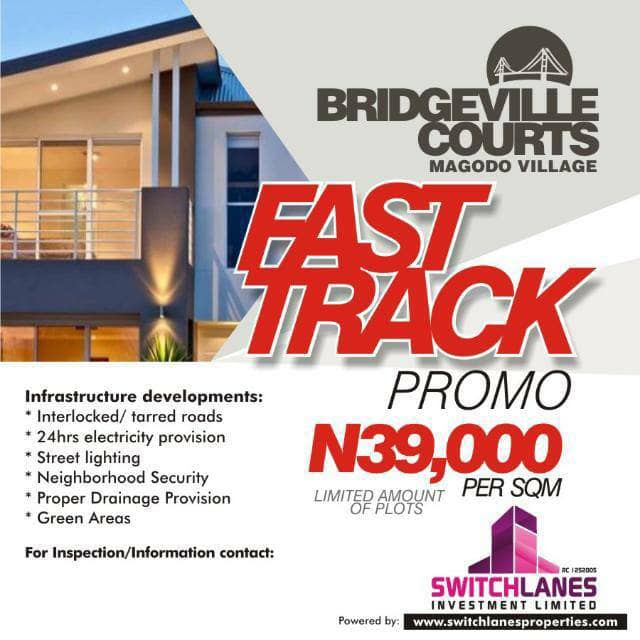 BRIDGEVILLE
COURTS
MAGODO VILLAGE
FAST
TRACK
PROMO
N39,000
PER SQM
LIMITED AMOUNT
OF PLOTS
Infrastructure developments:
* Interlocked/ tarred roads
* 24hrs electricity provision
* Street lighting
* Neighborhood Security
* Proper Drainage Provision
* Green Areas
For Inspection/Information contact:
RC 1252805
SWITCHLANES
INVESTMENT LIMITED
Powered by: www.switchlanesproperties.com